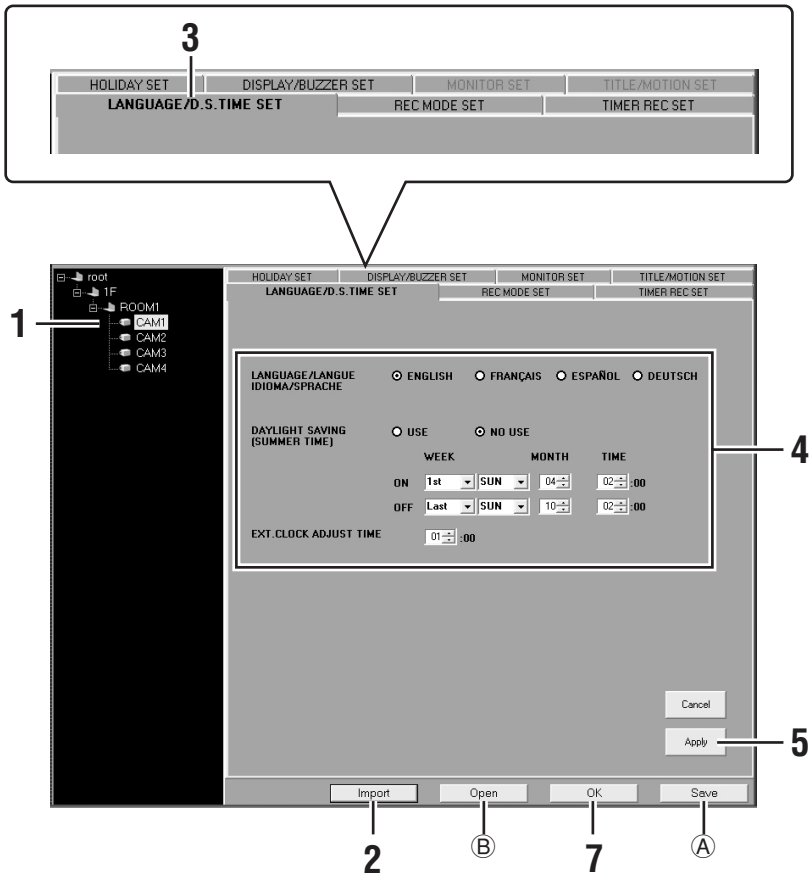 3
HOLIDAY SET DISPLAY/BUZZER SET MONITOR SET TITLE/MOTION SET
LANGUAGE/D.S.TIME SET REC MODE SET TIMER REC SET
root
1F
ROOM1
1
CAM1
CAM2
CAM3
CAM4
HOLIDAY SET DISPLAY/BUZZER SET MONITOR SET TITLE/MOTION SET
LANGUAGE/D.S.TIME SET REC MODE SET TIMER REC SET
LANGUAGE/LANGUE ENGLISH FRANÇAIS ESPAÑOL DEUTSCH
IDIOMA/SPRACHE
DAYLIGHT SAVING USE NO USE
(SUMMER TIME)
4
WEEK MONTH TIME
ON 1st SUN 04 02 :00
OFF Last SUN 10 02 :00
EXT.CLOCK ADJUST TIME 01 :00
Cancel
Apply 5
Import Open OK Save
2 Ⓑ 7 Ⓐ